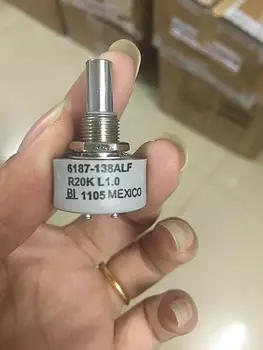 6187-138ALF
R20K L1.0
BI 1105 MEXICO